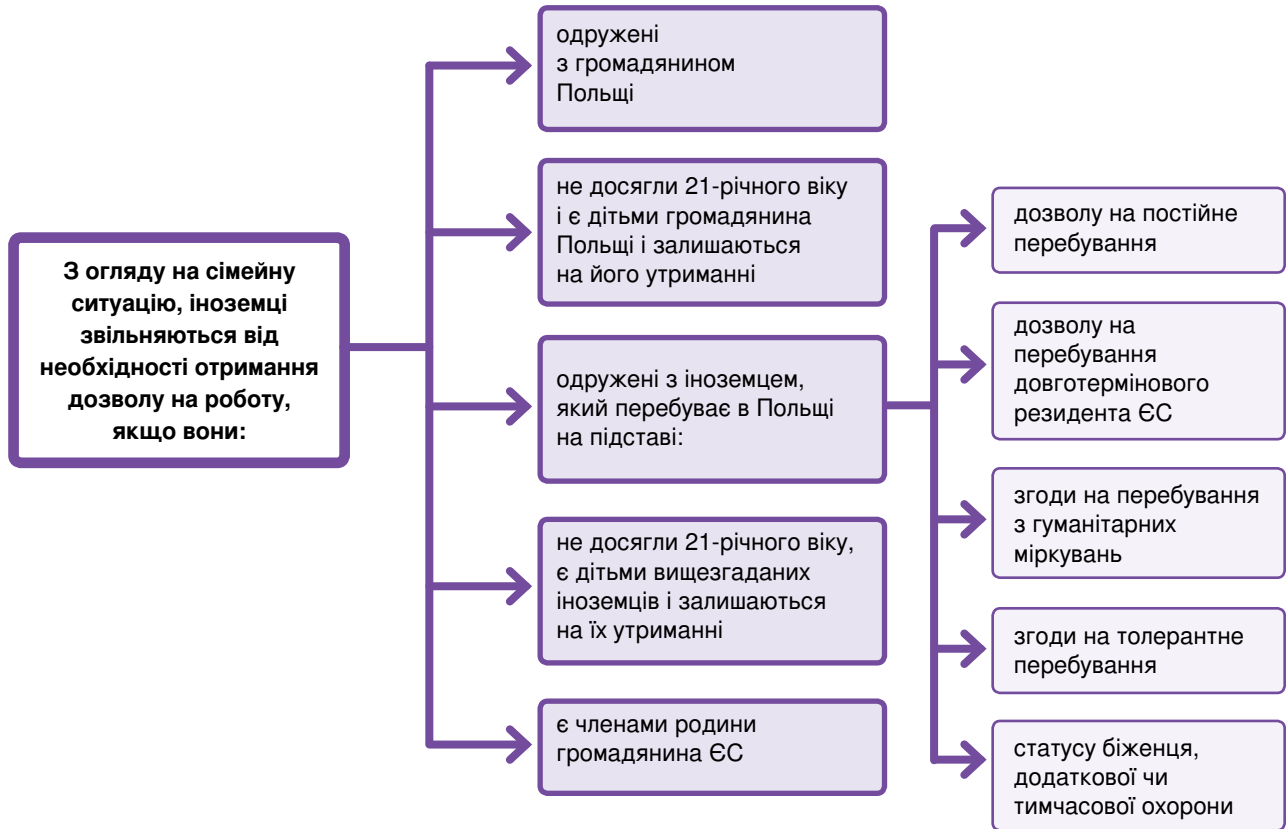 З огляду на сімейну
ситуацію, іноземці
звільняються від
необхідності отримання
дозволу на роботу,
якщо вони:
одружені
з громадянином
Польщі
не досягли 21-річного віку
і є дітьми громадянина
Польщі і залишаються
на його утриманні
одружені з іноземцем,
який перебуває в Польщі
на підставі:
не досягли 21-річного віку,
є дітьми вищезгаданих
іноземців і залишаються
на їх утриманні
є членами родини
громадянина ЄС
дозволу на постійне
перебування
дозволу на
перебування
довготермінового
резидента ЄС
згоди на перебування
з гуманітарних
міркувань
згоди на толерантне
перебування
статусу біженця,
додаткової чи
тимчасової охорони